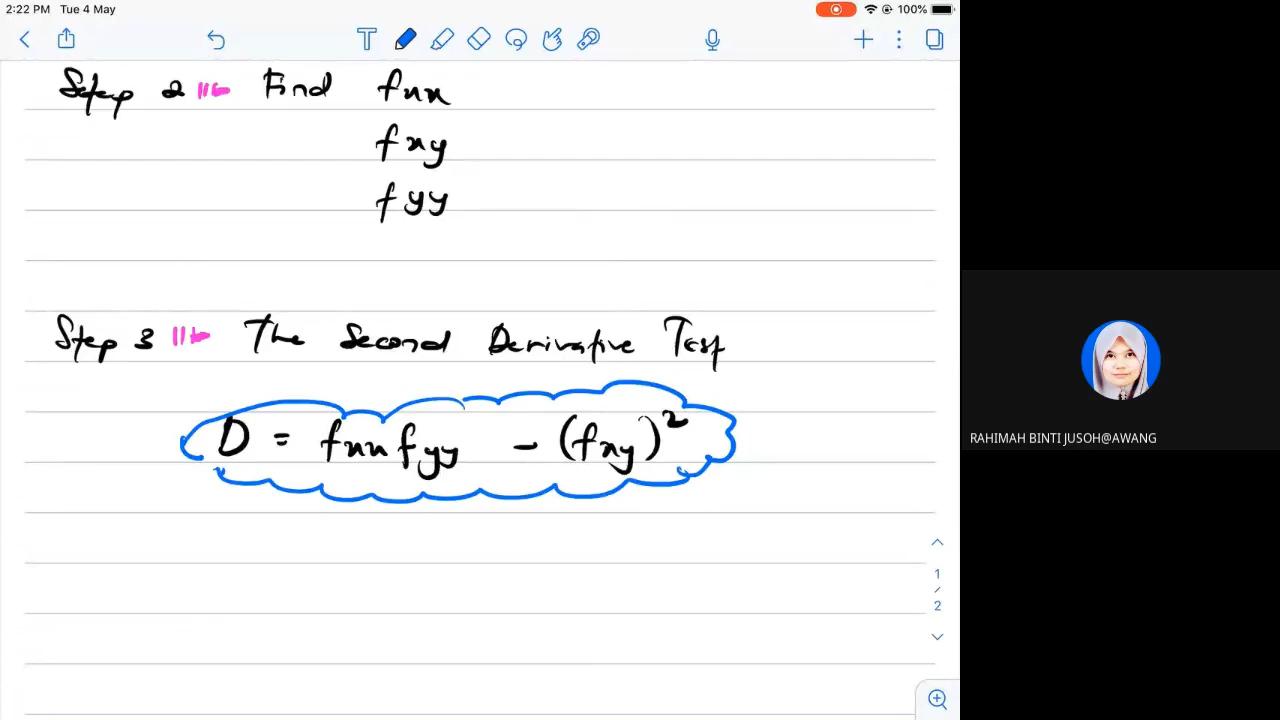 2:22 PM Tue 4 May
100%
Step 2 Find fxx
fxy
fyy
Step 3 The Second Derivative Test
D = fxx fyy - (fxy)²
RAHIMAH BINTI JUSOH@AWANG
1
/
2